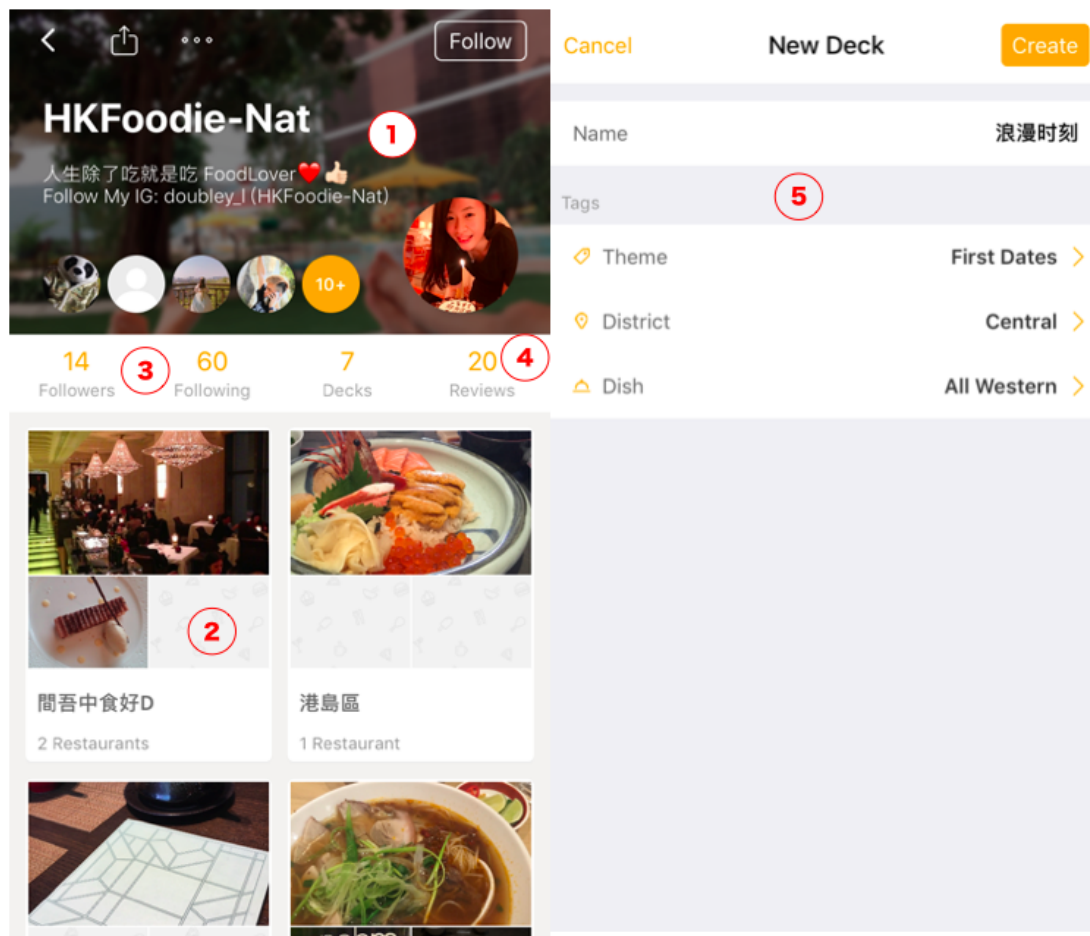 Follow
HKFoodie-Nat
1
人生除了吃就是吃 FoodLover❤️👍🏻
Follow My IG: doubley_l (HKFoodie-Nat)
10+
14
Followers
3
60
Following
7
Decks
20
Reviews
4
2
間吾中食好D
2 Restaurants
港島區
1 Restaurant
Cancel
New Deck
Create
Name
浪漫时刻
Tags
5
Theme
First Dates
District
Central
Dish
All Western